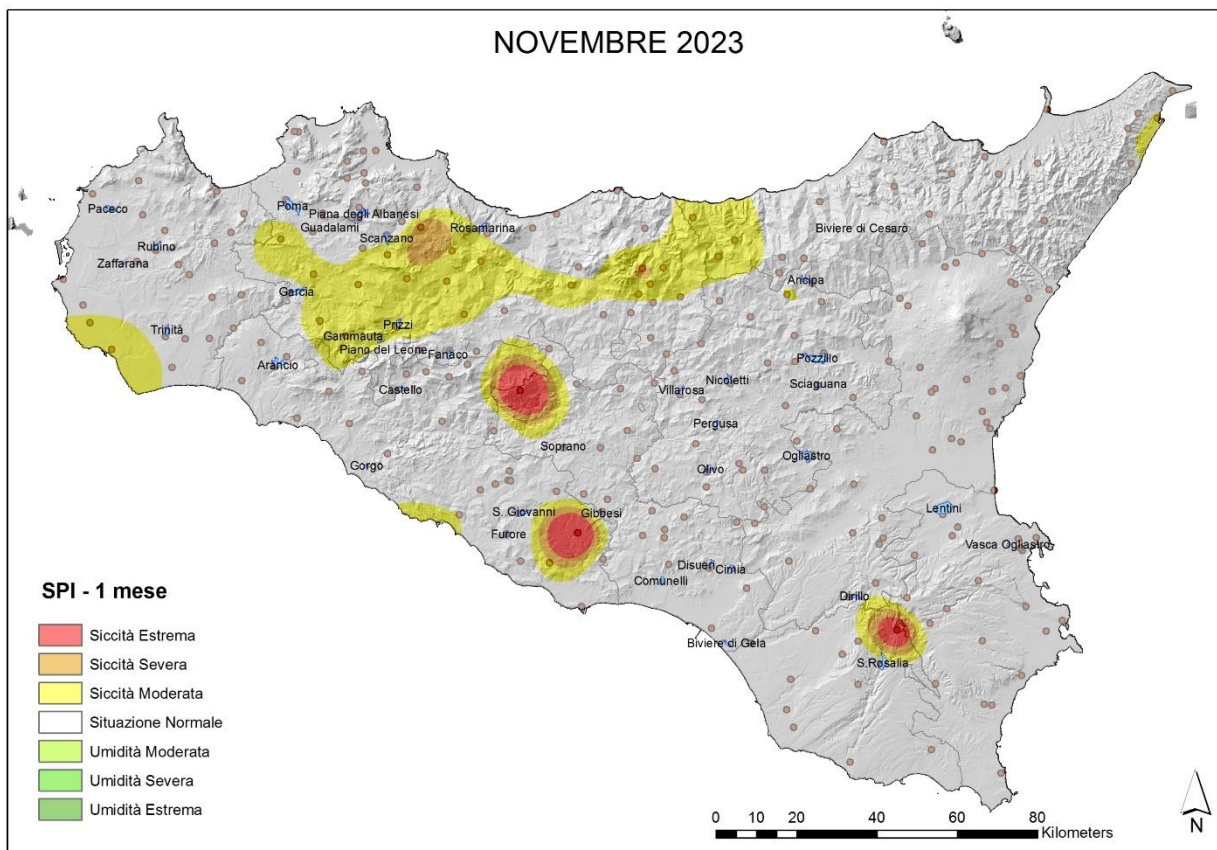 NOVEMBRE 2023
Paceco
Poma
Piana degli Albanesi
Guadalami
Rosamarina
Scanzano
Biviere di Cesarò
Rubino
Zaffarana
Garcia
Ancipa
Trinità
Prizzi
Gammauta
Piano del Leone
Fanaco
Arancio
Castello
Pozzillo
Nicoletti
Sciaguana
Villarosa
Pergusa
Soprano
Gorgo
Olivo
Ogliastro
S. Giovanni
Gibbesi
Furore
Lentini
Vasca Ogliastro
Disueri
Cimia
Comunelli
Dirillo
Biviere di Gela
S.Rosalia
SPI - 1 mese
Siccità Estrema
Siccità Severa
Siccità Moderata
Situazione Normale
Umidità Moderata
Umidità Severa
Umidità Estrema
0 10 20 40 60 80
Kilometers
N